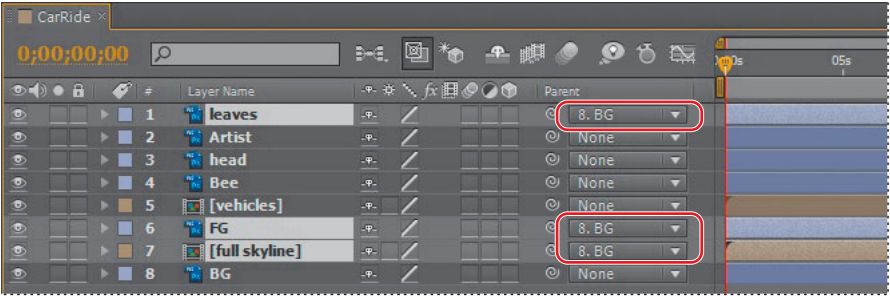 CarRide ×
0;00;00;00
05s
# Layer Name fx Parent
1 leaves 8. BG
2 Artist None
3 head None
4 Bee None
5 [vehicles] None
6 FG 8. BG
7 [full skyline] 8. BG
8 BG None